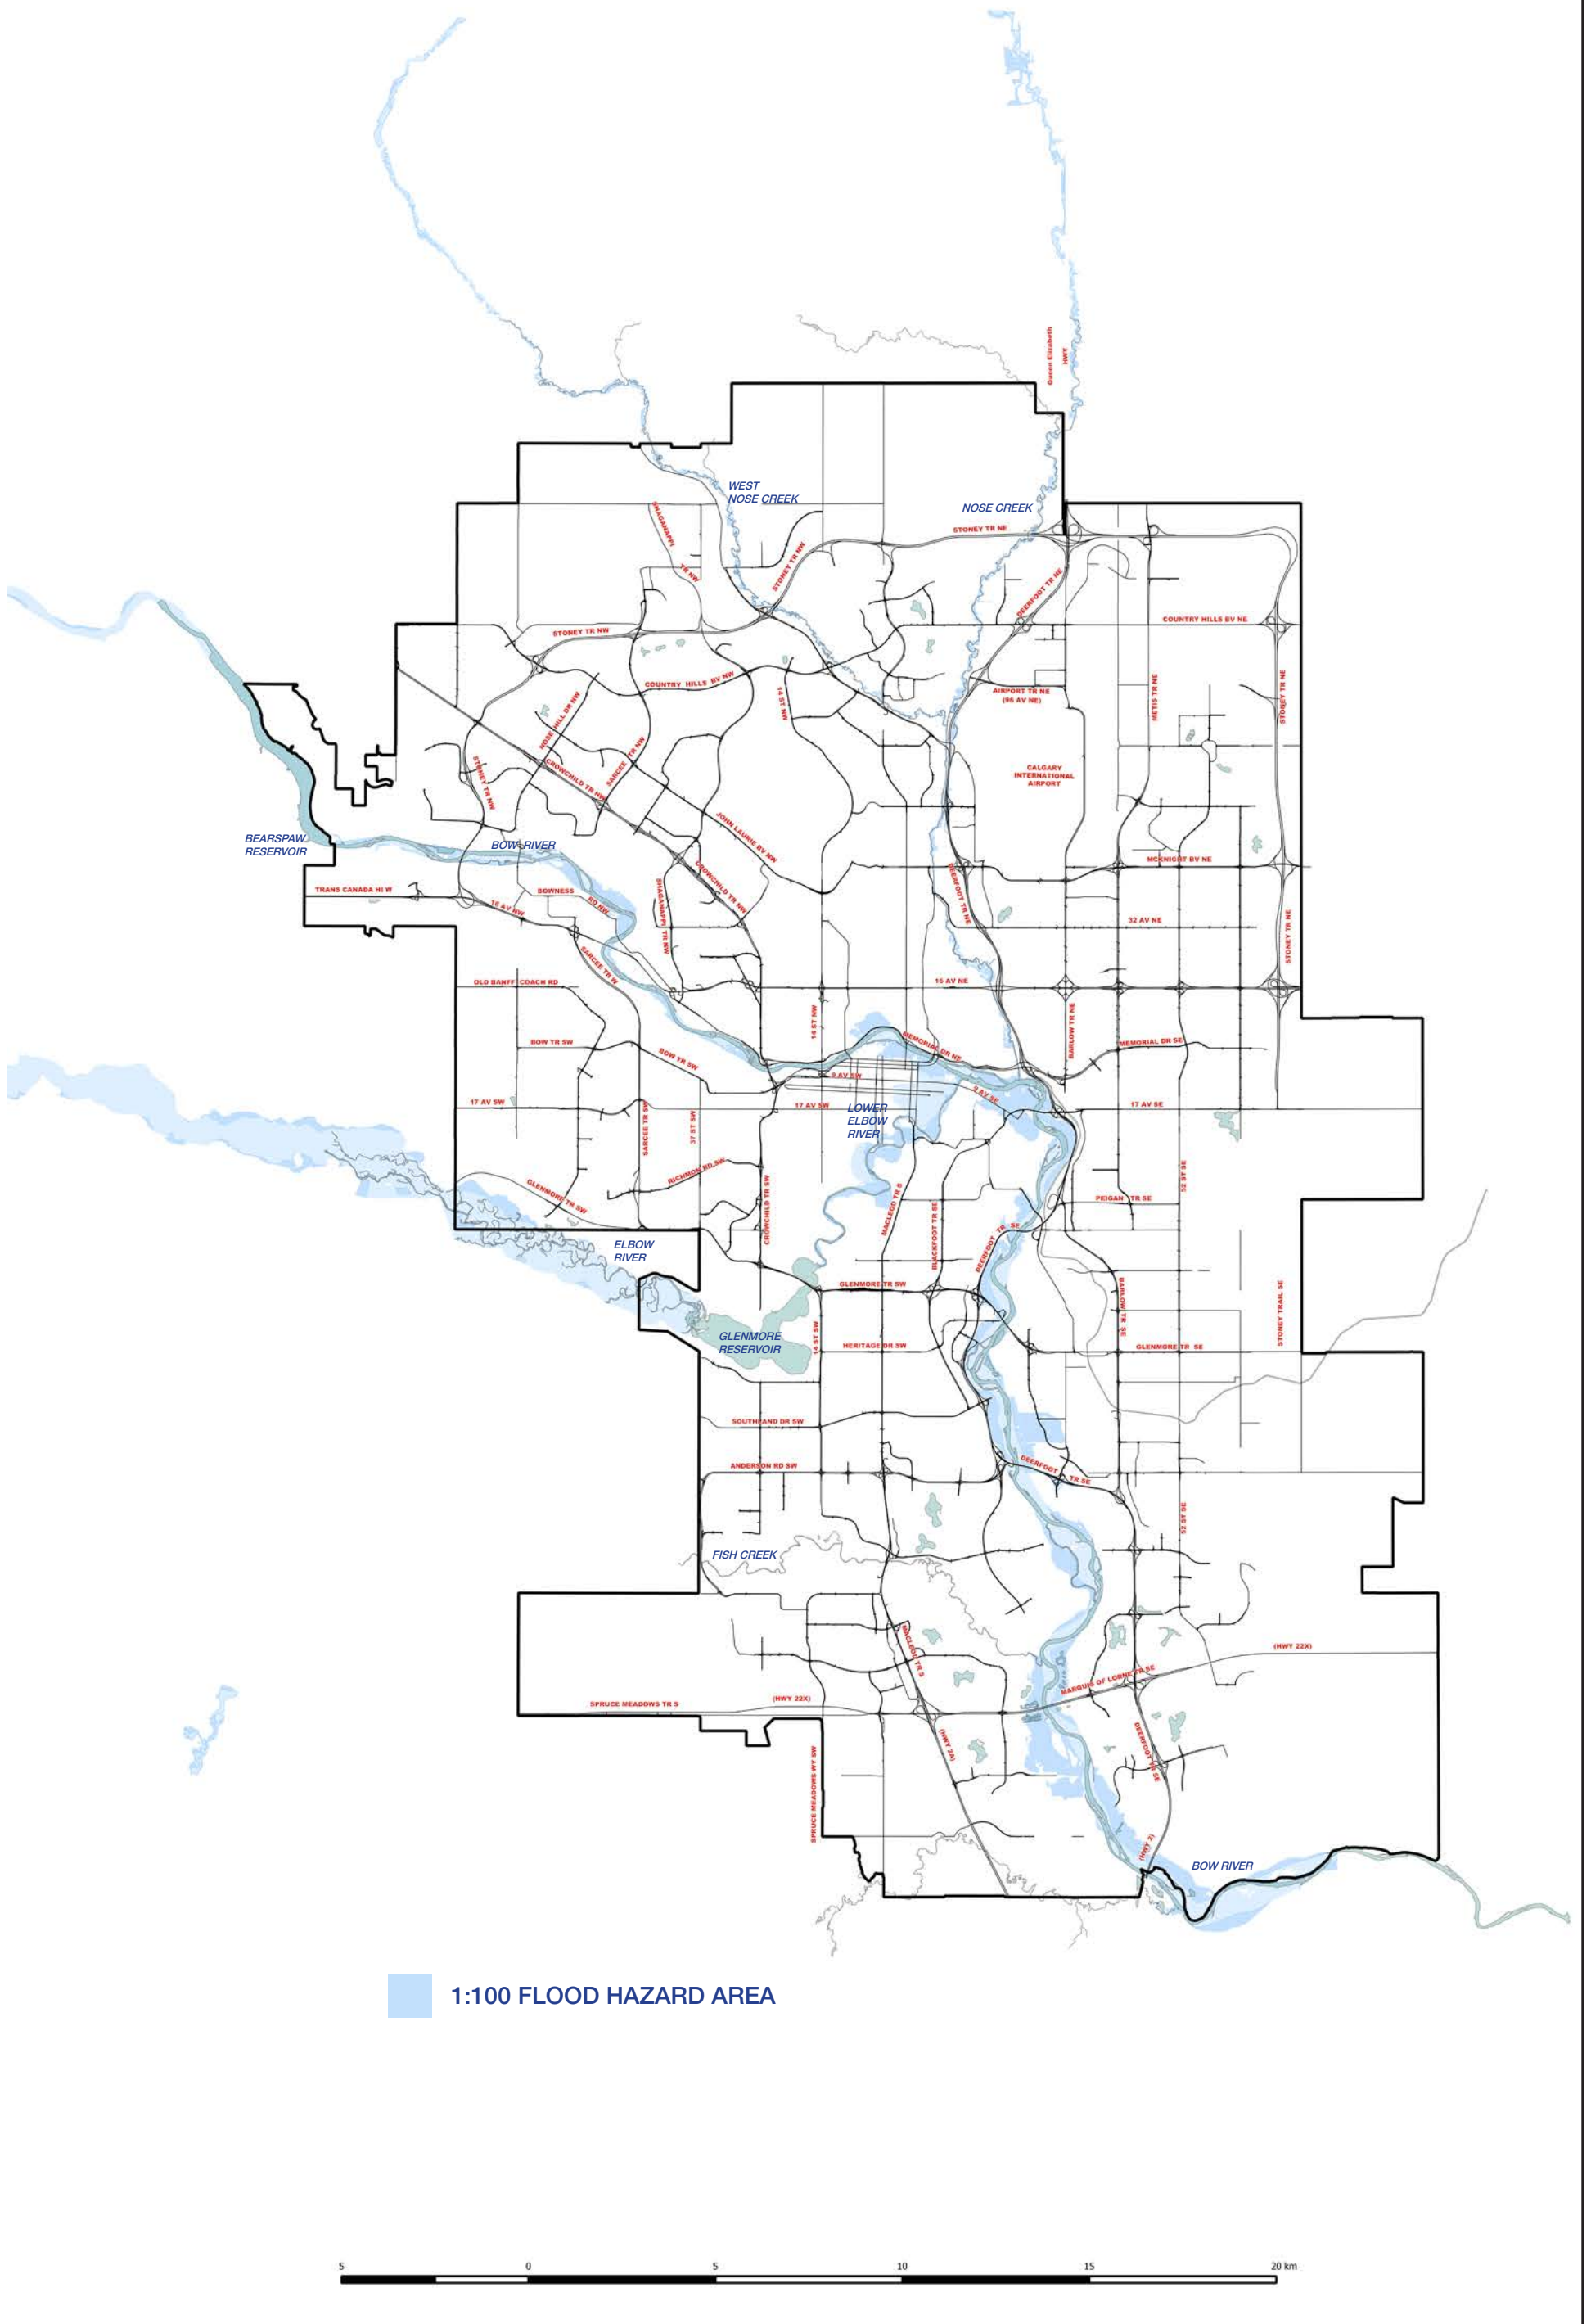 Queen Elizabeth
HWY
WEST
NOSE CREEK
NOSE CREEK
SHAGANAPPI
TR NW
STONEY TR NE
STONEY TR NW
DEERFOOT TR NE
COUNTRY HILLS BV NE
STONEY TR NW
COUNTRY HILLS BV NW
14 ST NW
AIRPORT TR NE
(96 AV NE)
METIS TR NE
STONEY TR NE
NOSE HILL DR NW
SARCEE TR NW
CROWCHILD TR NW
STONEY TR NW
CALGARY
INTERNATIONAL
AIRPORT
BEARSPAW
RESERVOIR
BOW RIVER
JOHN LAURIE BV NW
MCKNIGHT BV NE
TRANS CANADA HI W
16 AV NW
BOWNESS
RD NW
SHAGANAPPI TR NW
CROWCHILD TR NW
DEERFOOT TR NE
32 AV NE
STONEY TR NE
SARCEE TR W
OLD BANFF COACH RD
16 AV NE
14 ST NW
BARLOW TR NE
BOW TR SW
BOW TR SW
MEMORIAL DR NE
MEMORIAL DR SE
9 AV SW
9 AV SE
17 AV SW
SARCEE TR SW
37 ST SW
17 AV SW
LOWER
ELBOW
RIVER
17 AV SE
RICHMOND RD SW
52 ST SE
GLENMORE TR SW
CROWCHILD TR SW
MACLEOD TR S
BLACKFOOT TR SE
DEERFOOT TR SE
PEIGAN TR SE
ELBOW
RIVER
GLENMORE TR SW
BARLOW TR SE
STONEY TRAIL SE
GLENMORE
RESERVOIR
14 ST SW
HERITAGE DR SW
GLENMORE TR SE
SOUTHLAND DR SW
ANDERSON RD SW
DEERFOOT TR SE
52 ST SE
FISH CREEK
MACLEOD TR S
(HWY 22X)
MARQUIS OF LORNE TR SE
SPRUCE MEADOWS TR S
(HWY 22X)
(HWY 2A)
DEERFOOT TR SE
SPRUCE MEADOWS WY SW
(HWY 2)
BOW RIVER
1:100 FLOOD HAZARD AREA
5 0 5 10 15 20 km